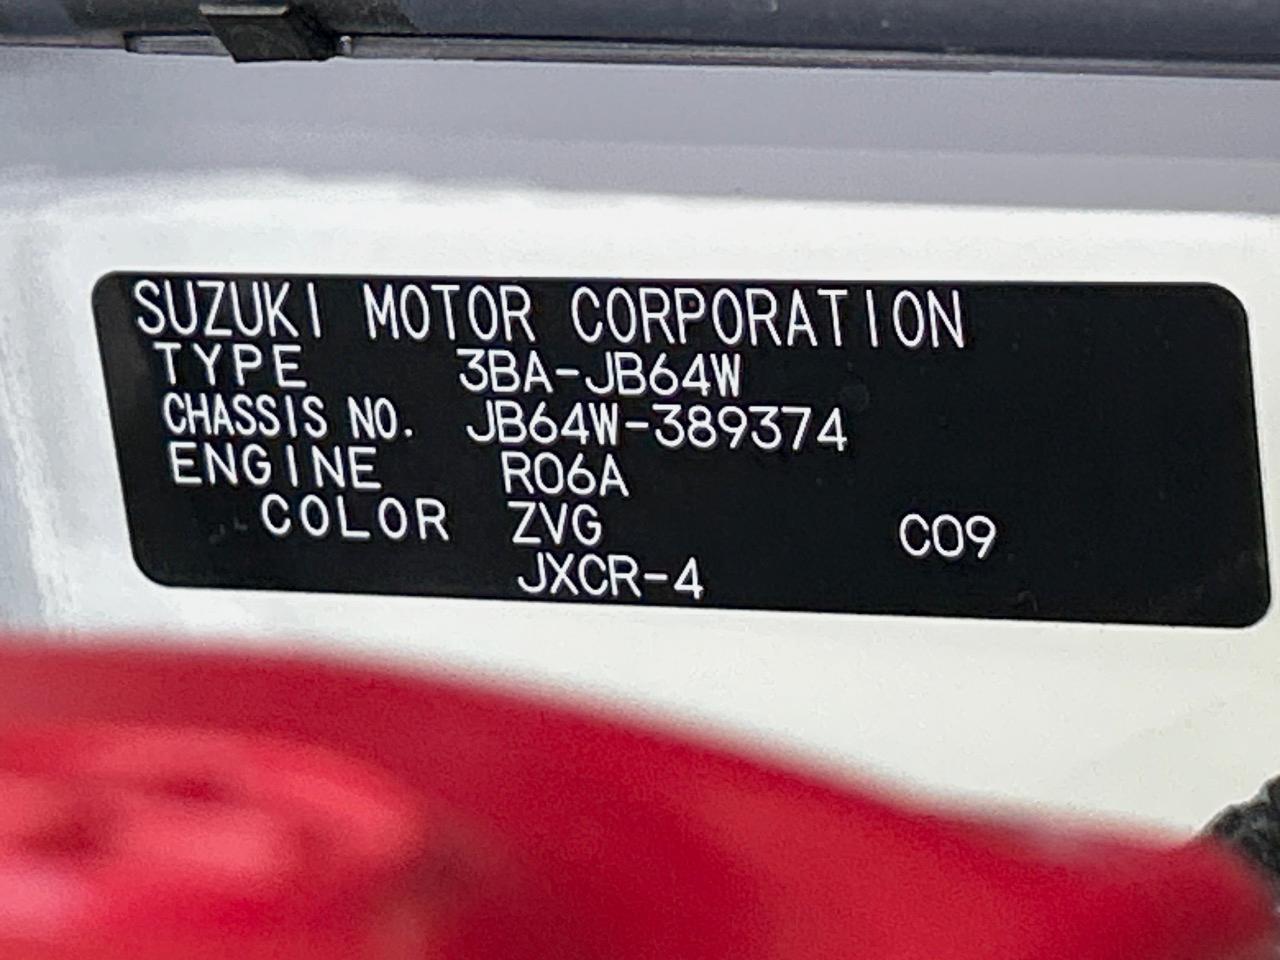 SUZUKI MOTOR CORPORATION
TYPE 3BA-JB64W
CHASSIS NO. JB64W-389374
ENGINE R06A
COLOR ZVG C09
JXCR-4